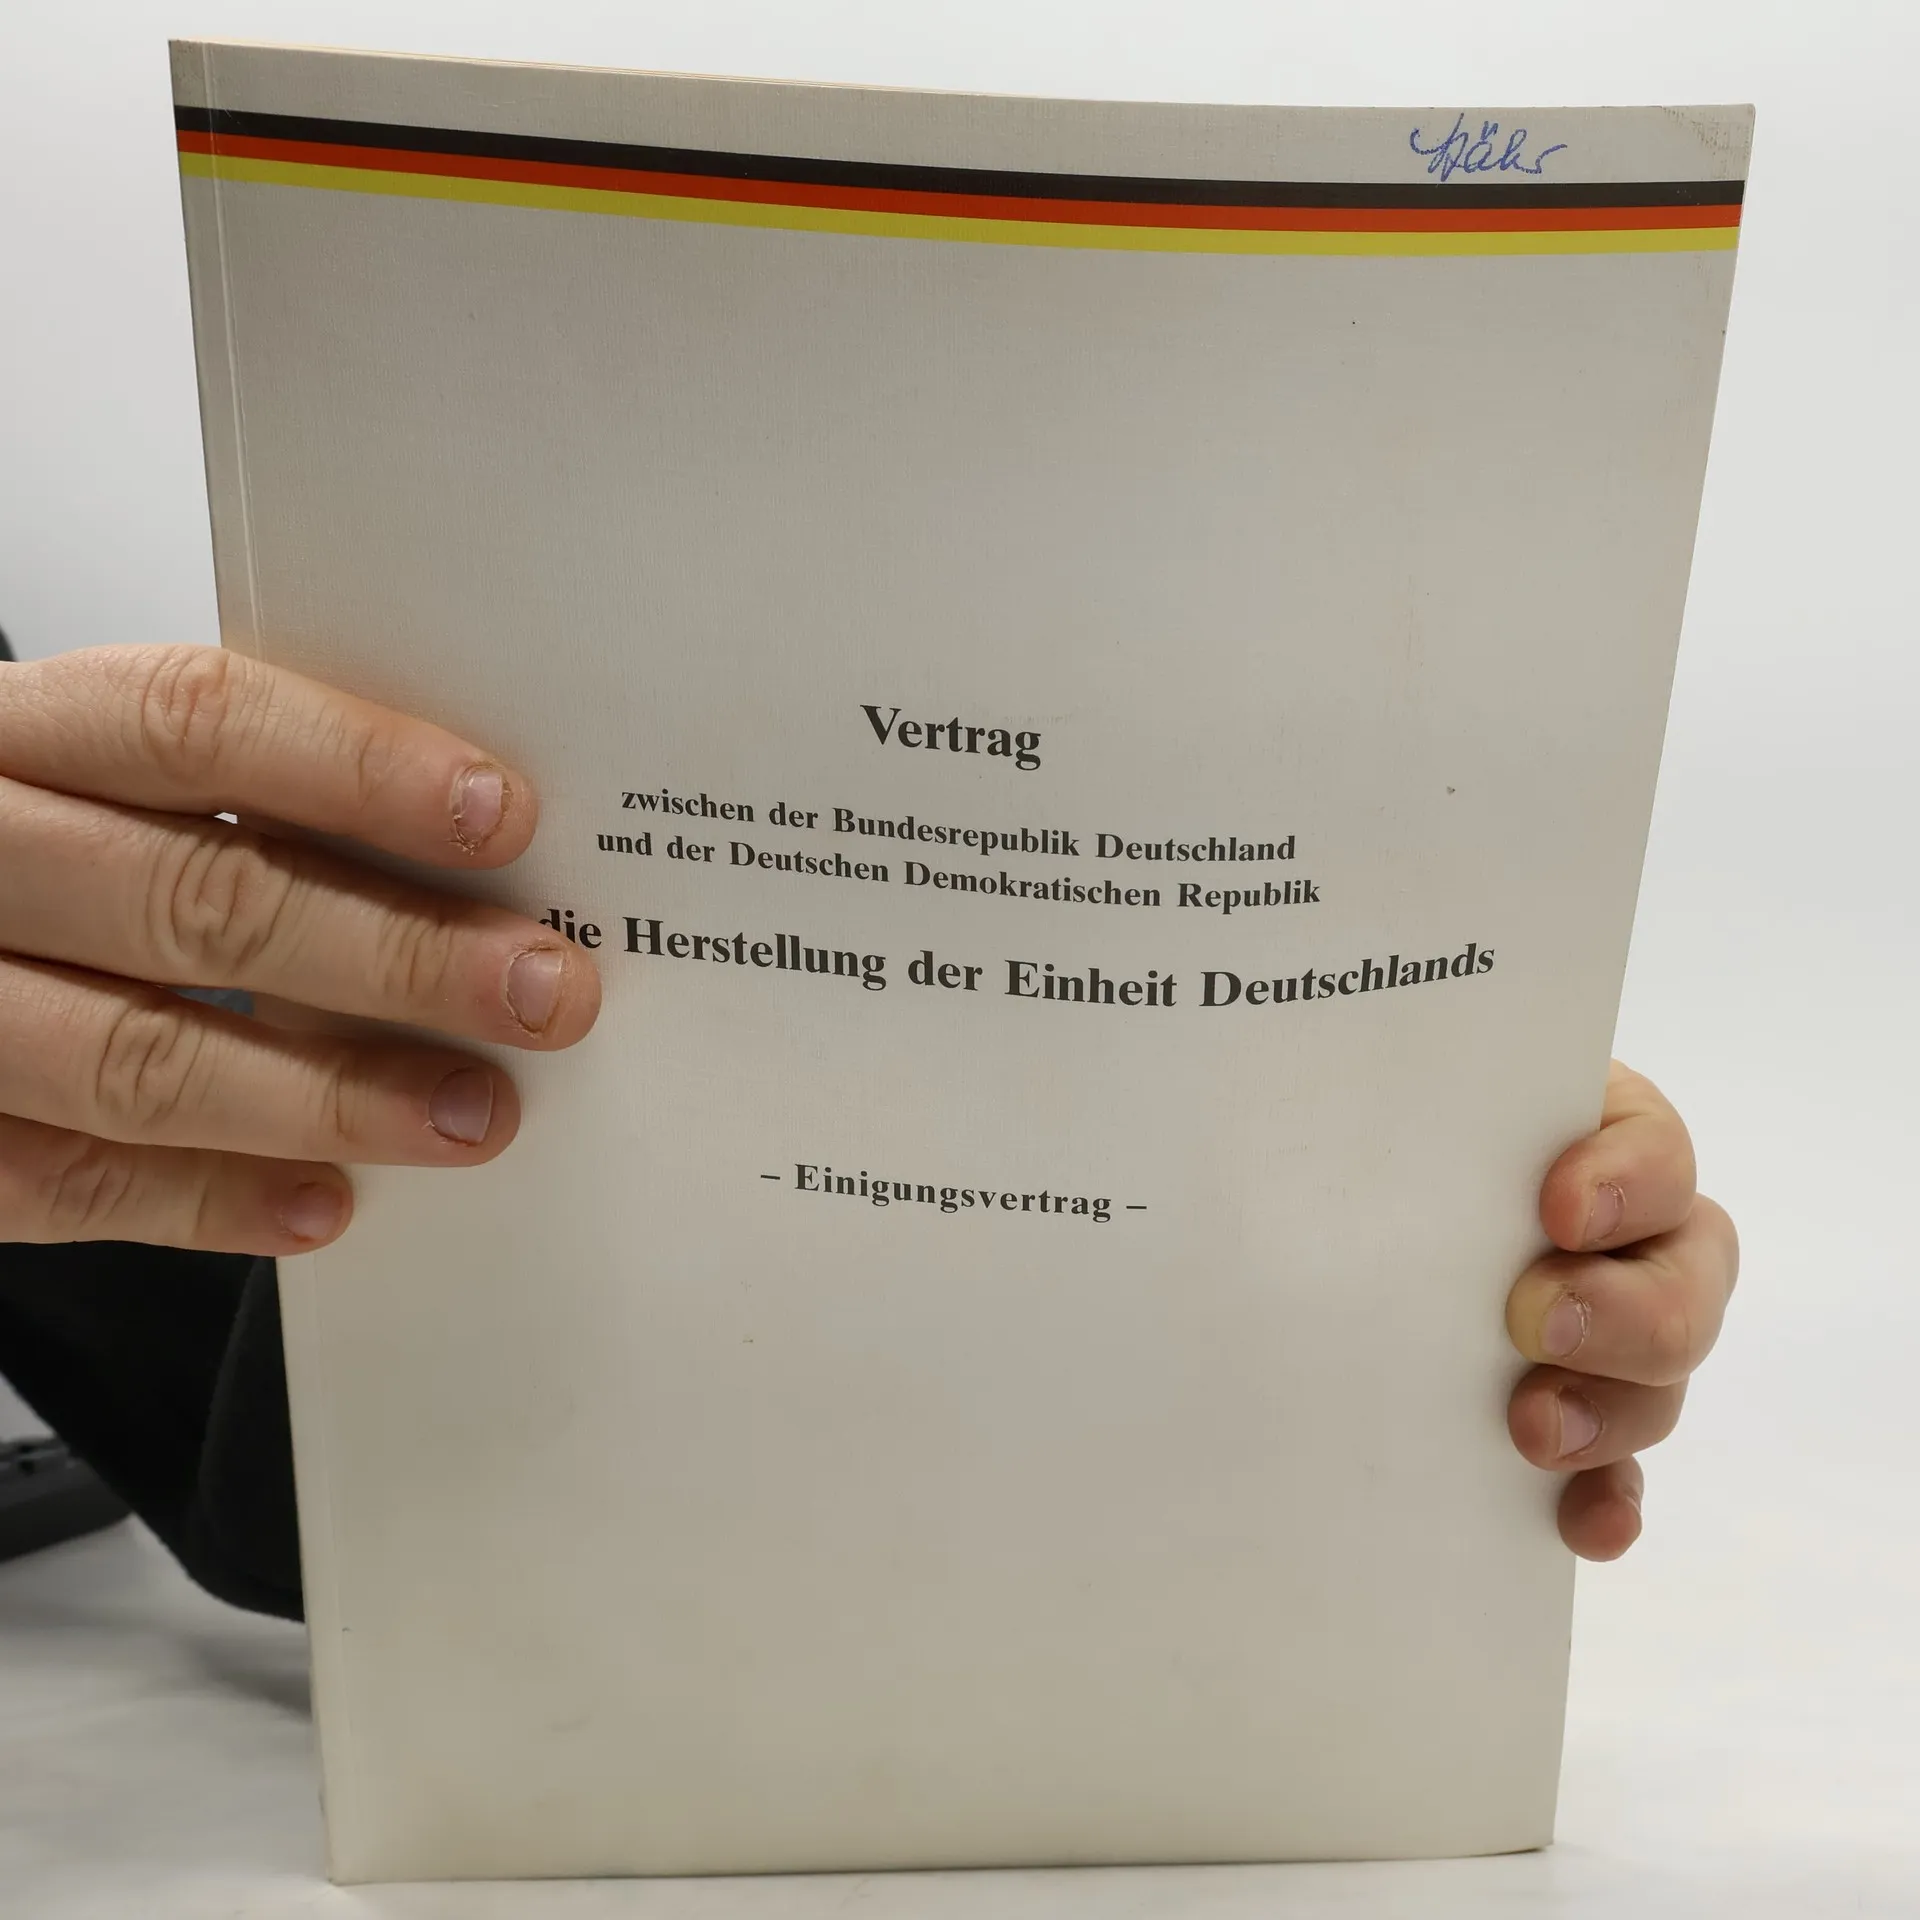 Vertrag
zwischen der Bundesrepublik Deutschland
und der Deutschen Demokratischen Republik
die Herstellung der Einheit Deutschlands
– Einigungsvertrag –